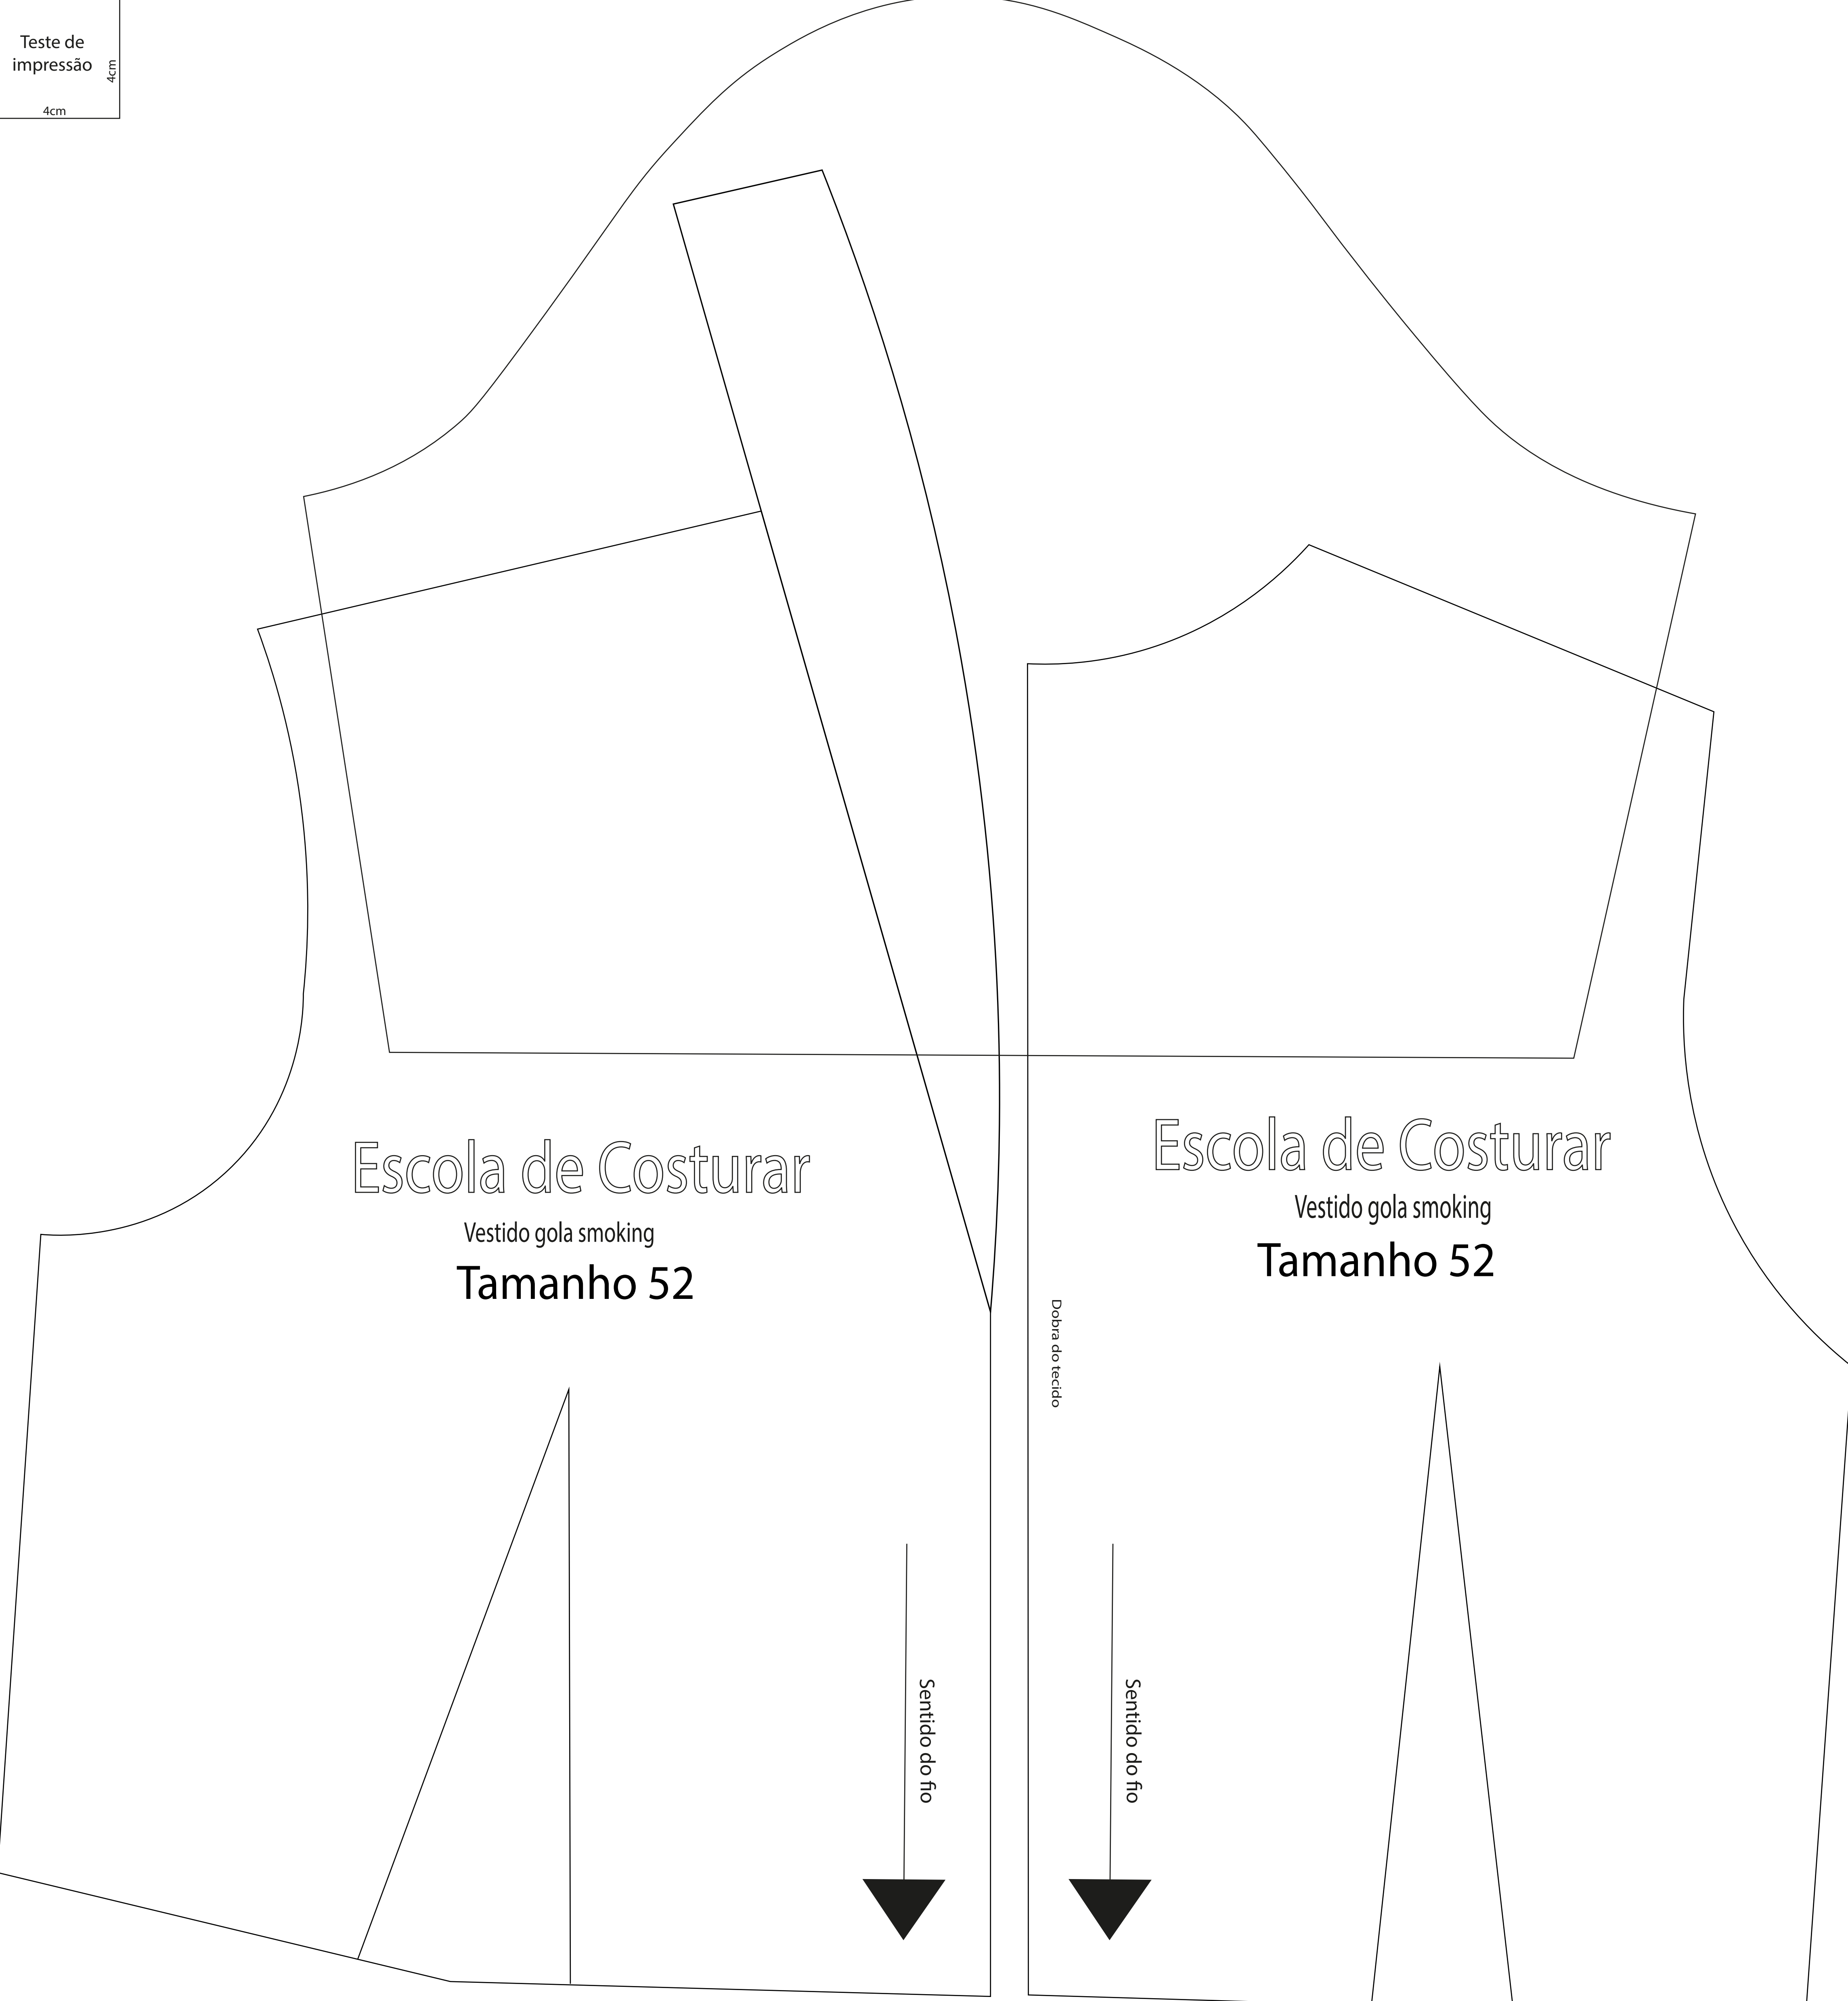 Teste de
impressão
4cm
4cm
Escola de Costurar
Vestido gola smoking
Tamanho 52
Escola de Costurar
Vestido gola smoking
Tamanho 52
Dobra do tecido
Sentido do fio
Sentido do fio